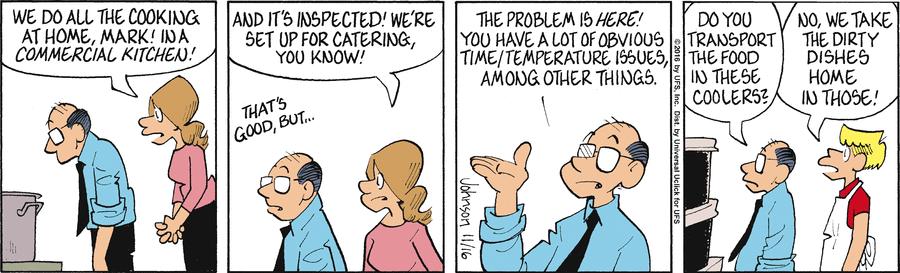 WE DO ALL THE COOKING
AT HOME, MARK! IN A
COMMERCIAL KITCHEN!
AND IT'S INSPECTED! WE'RE
SET UP FOR CATERING,
YOU KNOW!
THAT'S
GOOD, BUT...
THE PROBLEM IS HERE!
YOU HAVE A LOT OF OBVIOUS
TIME/TEMPERATURE ISSUES,
AMONG OTHER THINGS.
Johnson 11/16
©2016 by UFS, Inc. Dist. by Universal Uclick for UFS
DO YOU
TRANSPORT
THE FOOD
IN THESE
COOLERS?
NO, WE TAKE
THE DIRTY
DISHES
HOME
IN THOSE!